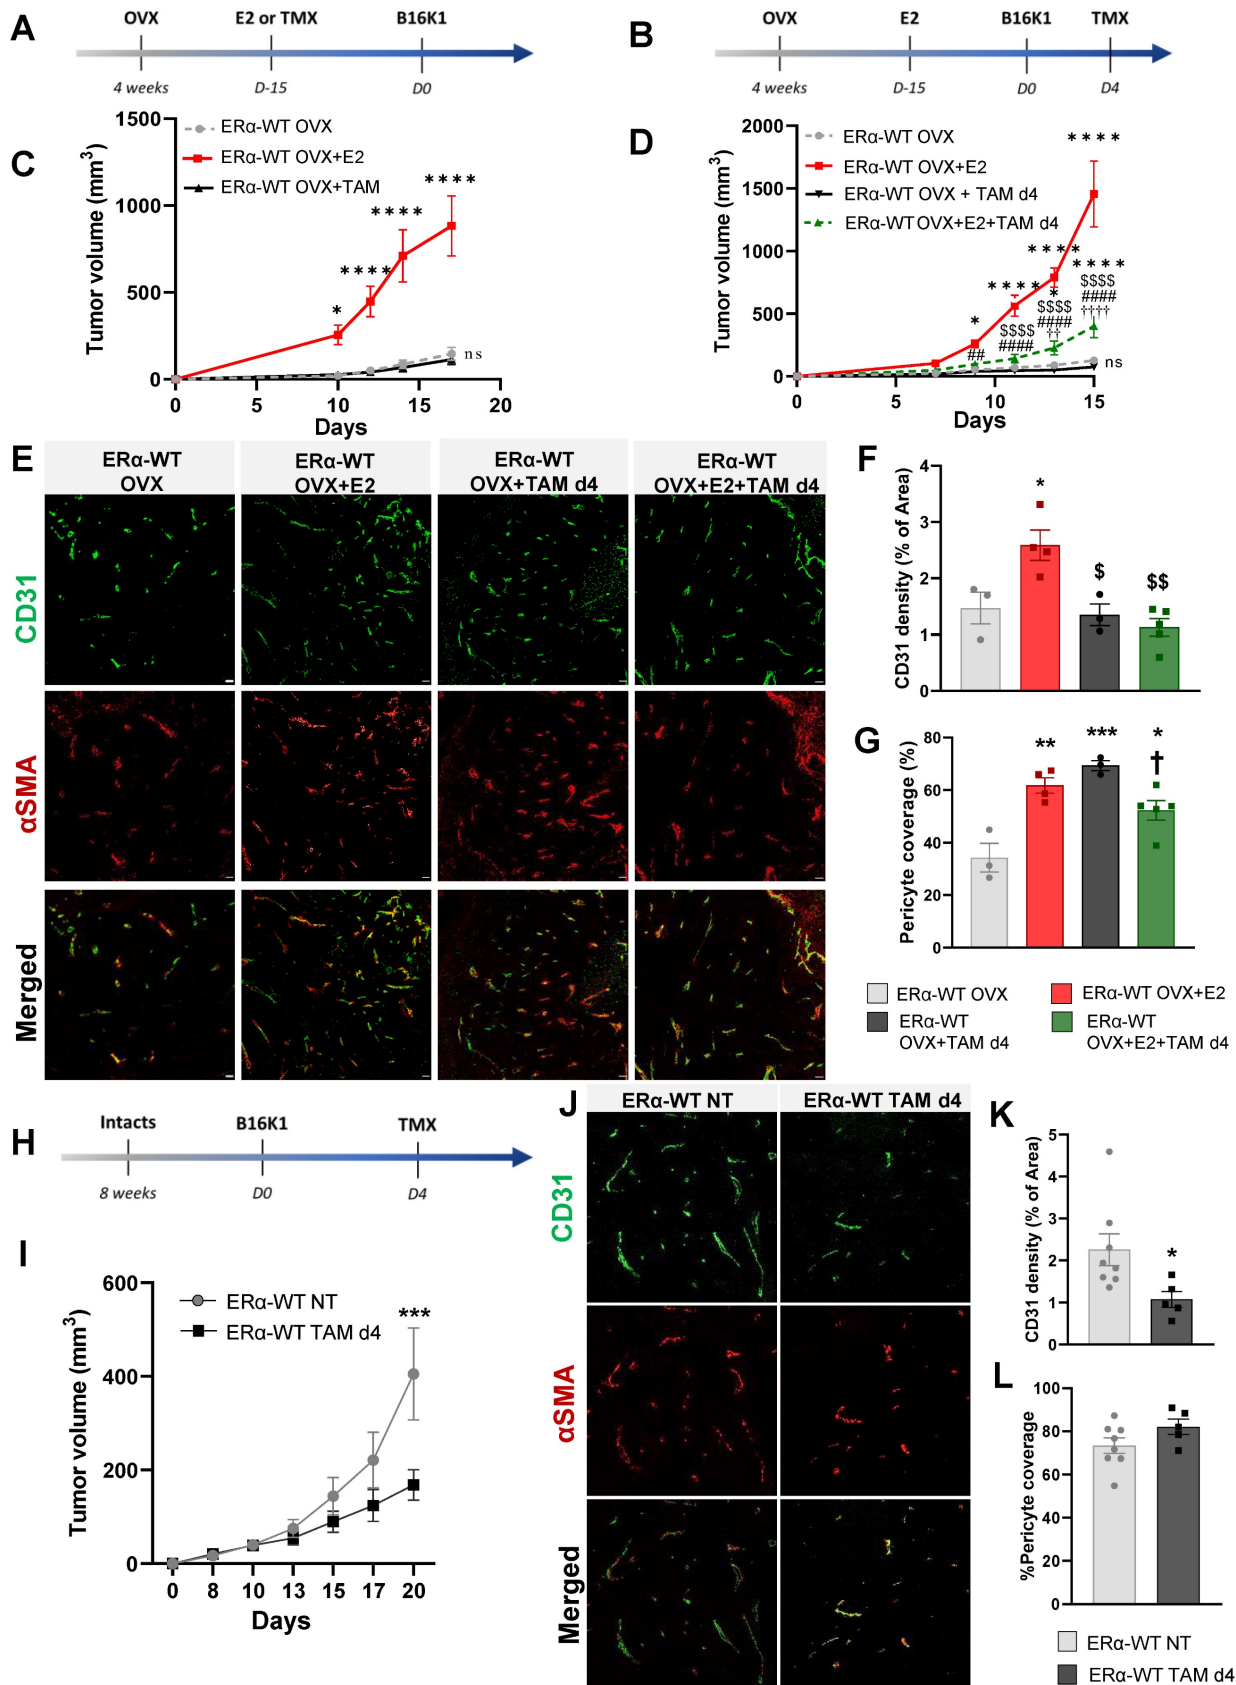 A
OVX
E2 or TMX
B16K1
4 weeks
D-15
D0
B
OVX
E2
B16K1
TMX
4 weeks
D-15
D0
D4
C
Tumor volume (mm³)
1500
1000
500
0
0
5
10
15
20
Days
ERα-WT OVX
ERα-WT OVX+E2
ERα-WT OVX+TAM
*
****
****
****
ns
D
Tumor volume (mm³)
2000
1500
1000
500
0
0
5
10
15
Days
ERα-WT OVX
ERα-WT OVX+E2
ERα-WT OVX + TAM d4
ERα-WT OVX+E2+TAM d4
*
##
****
$$$$
####
****
*
$$$$
####
††
****
****
$$$$
####
††††
ns
E
ERα-WT
OVX
ERα-WT
OVX+E2
ERα-WT
OVX+TAM d4
ERα-WT
OVX+E2+TAM d4
CD31
αSMA
Merged
F
CD31 density (% of Area)
4
3
2
1
0
*
$
$$
G
Pericyte coverage (%)
80
60
40
20
0
**
***
*
†
ERα-WT OVX
ERα-WT OVX+E2
ERα-WT
OVX+TAM d4
ERα-WT
OVX+E2+TAM d4
H
Intacts
B16K1
TMX
8 weeks
D0
D4
I
Tumor volume (mm³)
600
400
200
0
0
8
10
13
15
17
20
Days
ERα-WT NT
ERα-WT TAM d4
***
J
ERα-WT NT
ERα-WT TAM d4
CD31
αSMA
Merged
K
CD31 density (% of Area)
5
4
3
2
1
0
*
L
%Pericyte coverage
100
80
60
40
20
0
ERα-WT NT
ERα-WT TAM d4